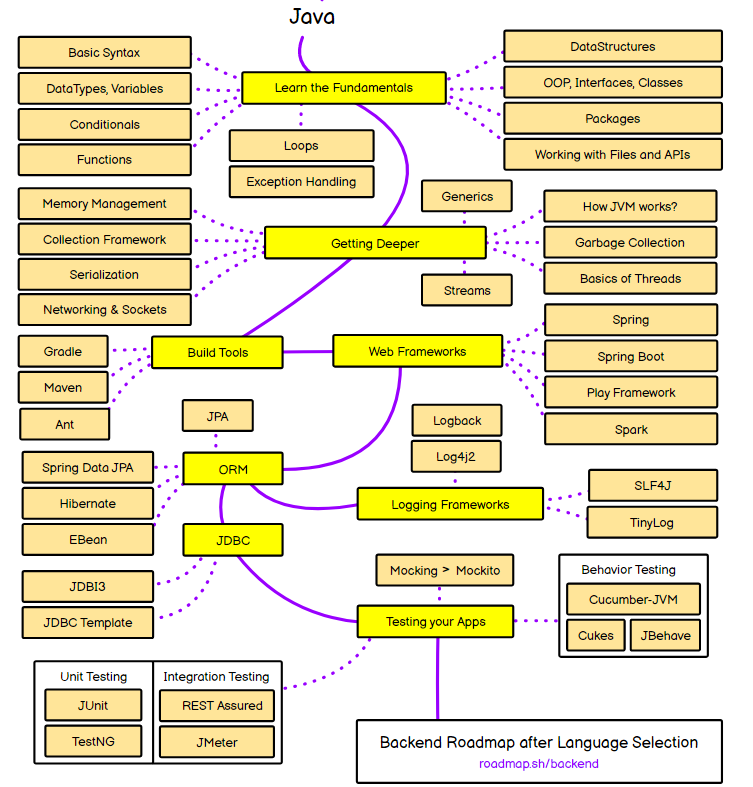 Java
Learn the Fundamentals
Basic Syntax
DataTypes, Variables
Conditionals
Functions
Loops
Exception Handling
DataStructures
OOP, Interfaces, Classes
Packages
Working with Files and APIs
Getting Deeper
Memory Management
Collection Framework
Serialization
Networking & Sockets
Generics
Streams
How JVM works?
Garbage Collection
Basics of Threads
Build Tools
Gradle
Maven
Ant
Web Frameworks
Spring
Spring Boot
Play Framework
Spark
ORM
JPA
Spring Data JPA
Hibernate
EBean
Logging Frameworks
Logback
Log4j2
SLF4J
TinyLog
JDBC
JDBI3
JDBC Template
Testing your Apps
Mocking > Mockito
Behavior Testing
Cucumber-JVM
Cukes
JBehave
Unit Testing
JUnit
TestNG
Integration Testing
REST Assured
JMeter
Backend Roadmap after Language Selection
roadmap.sh/backend